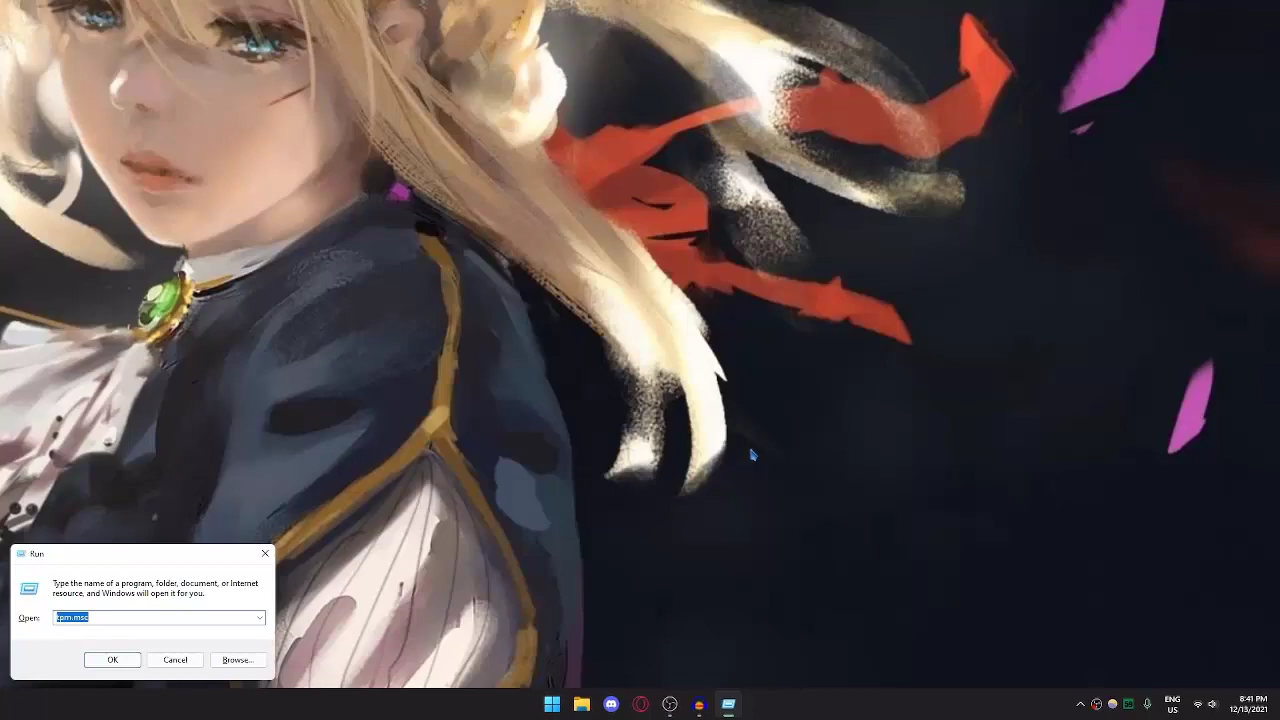 Run
Type the name of a program, folder, document, or Internet
resource, and Windows will open it for you.
Open:
tpm.msc
OK
Cancel
Browse...
ENG
US
8:41 PM
12/13/2021